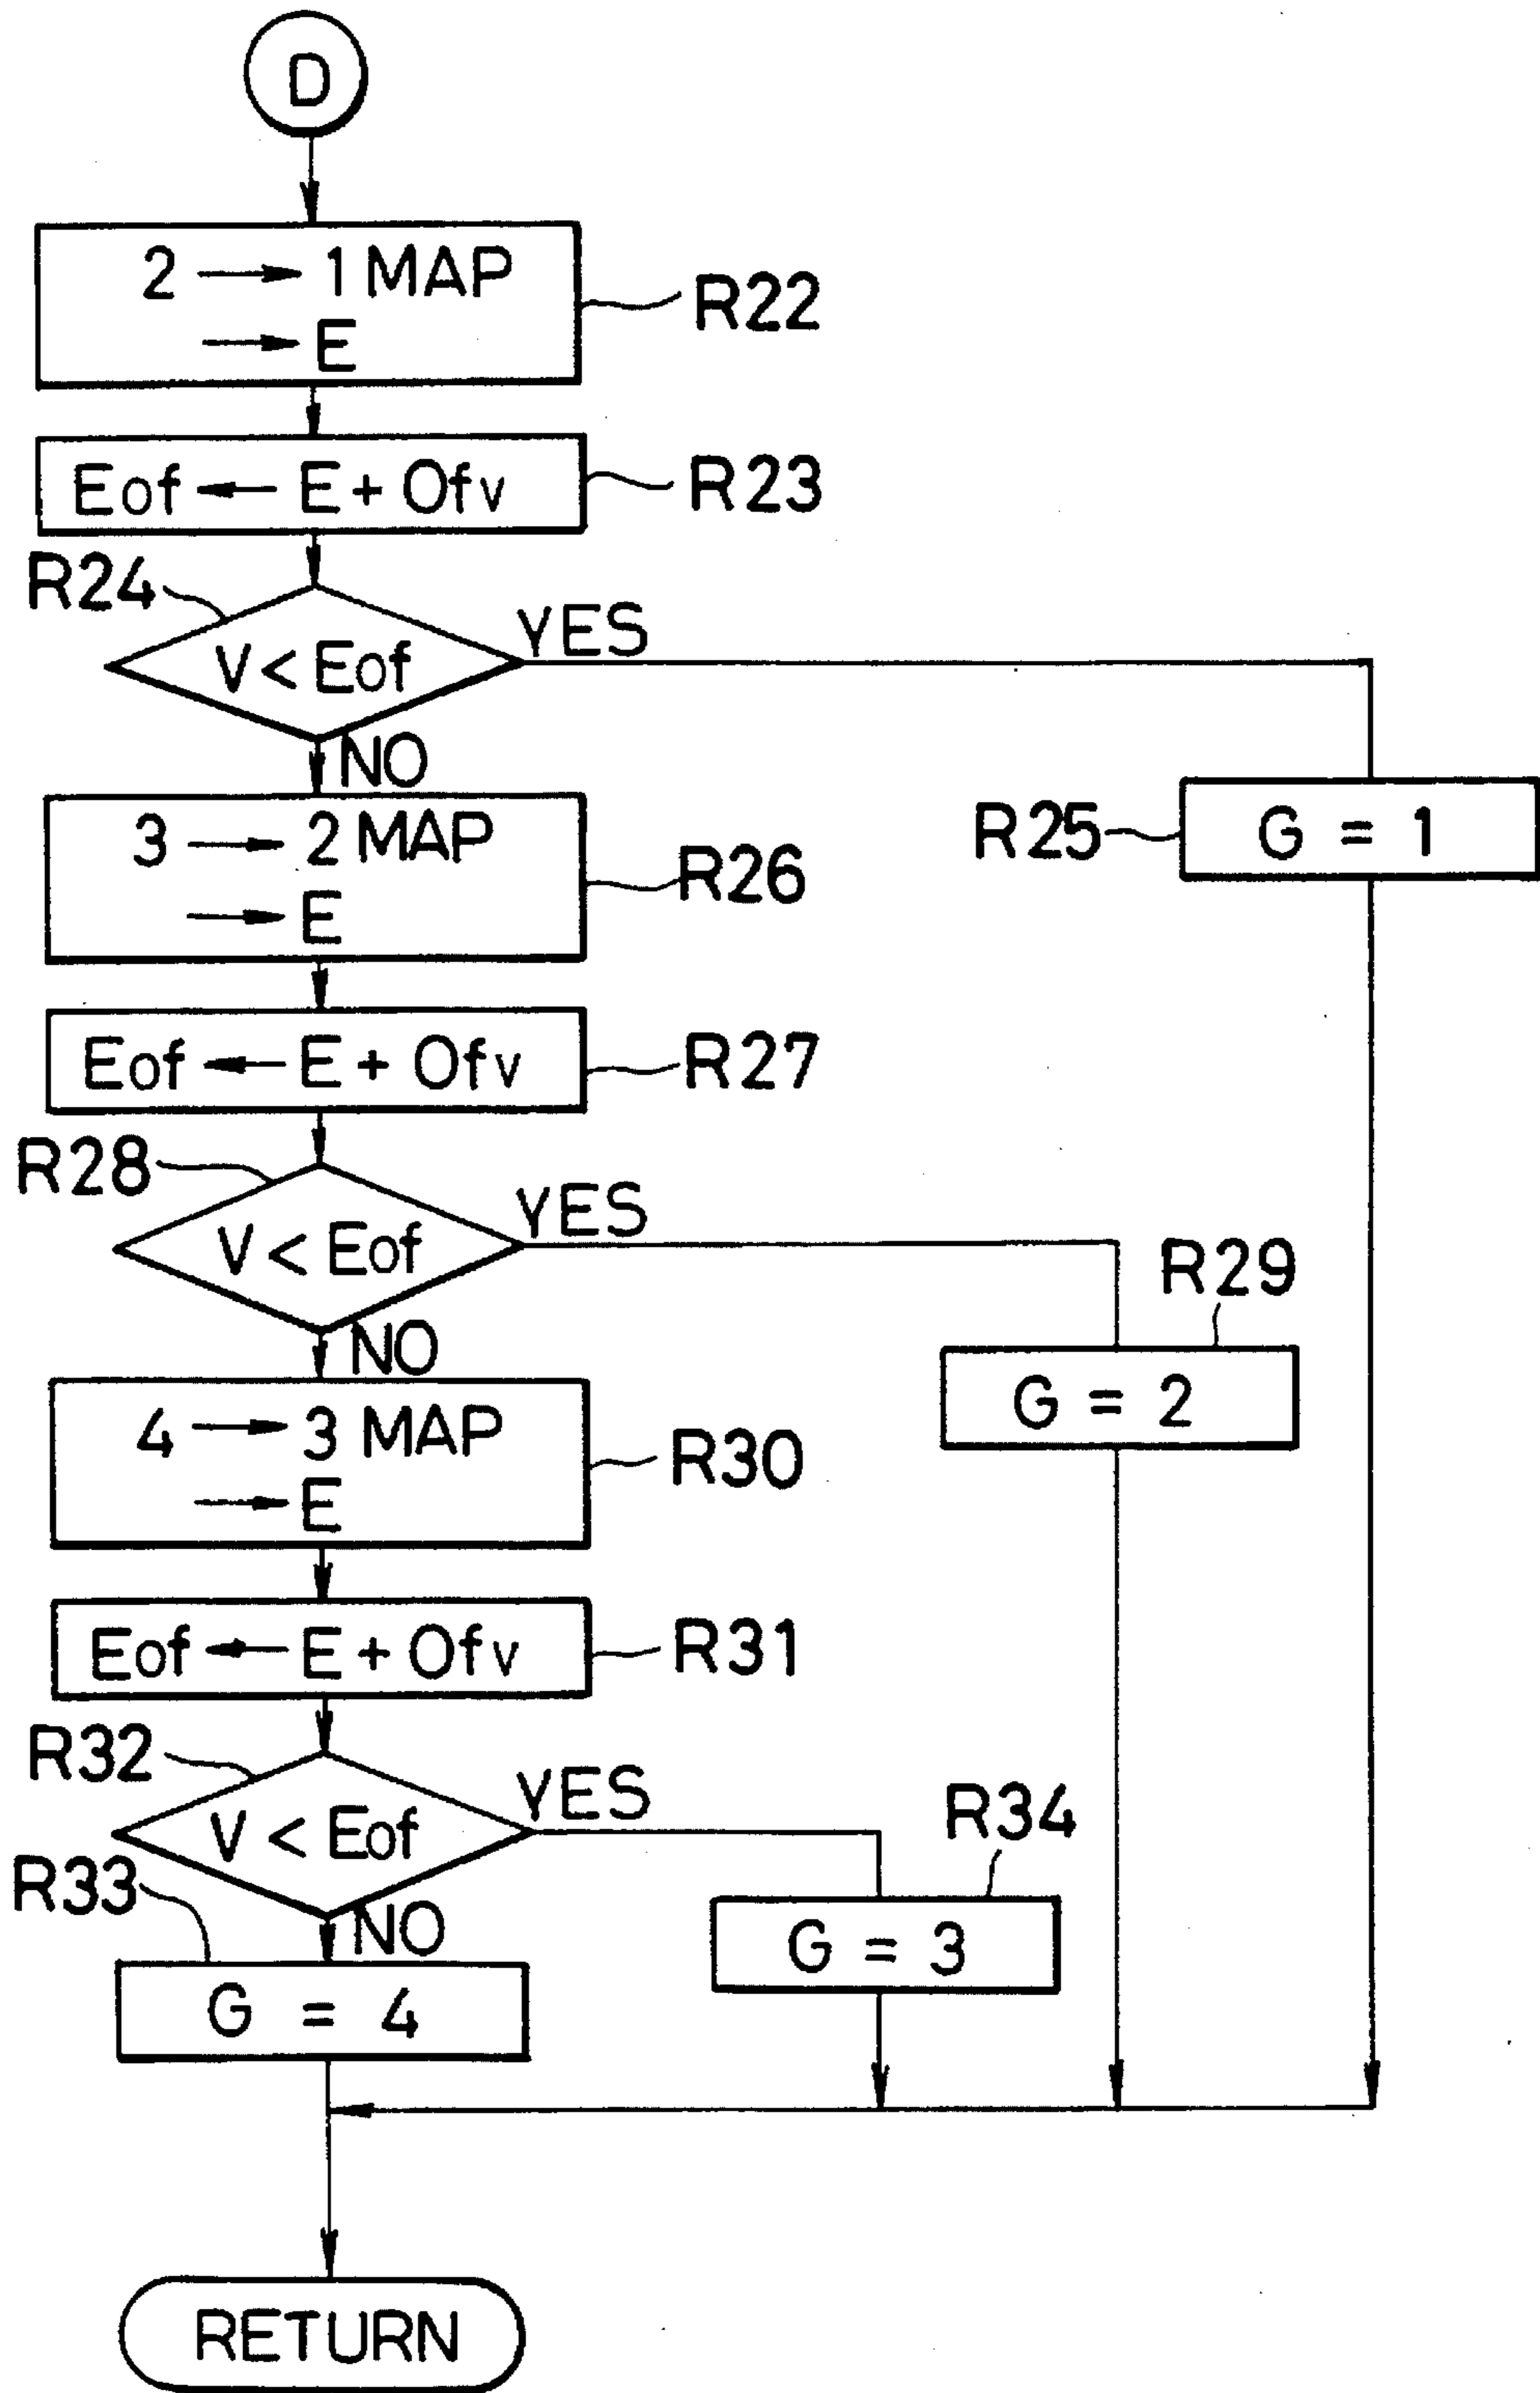 D
2 → 1 MAP
→ E
R22
Eof ← E + Ofv
R23
R24
V < Eof
YES
NO
R25
G = 1
3 → 2 MAP
→ E
R26
Eof ← E + Ofv
R27
R28
V < Eof
YES
NO
R29
G = 2
4 → 3 MAP
→ E
R30
Eof ← E + Ofv
R31
R32
V < Eof
YES
NO
R34
G = 3
R33
G = 4
RETURN